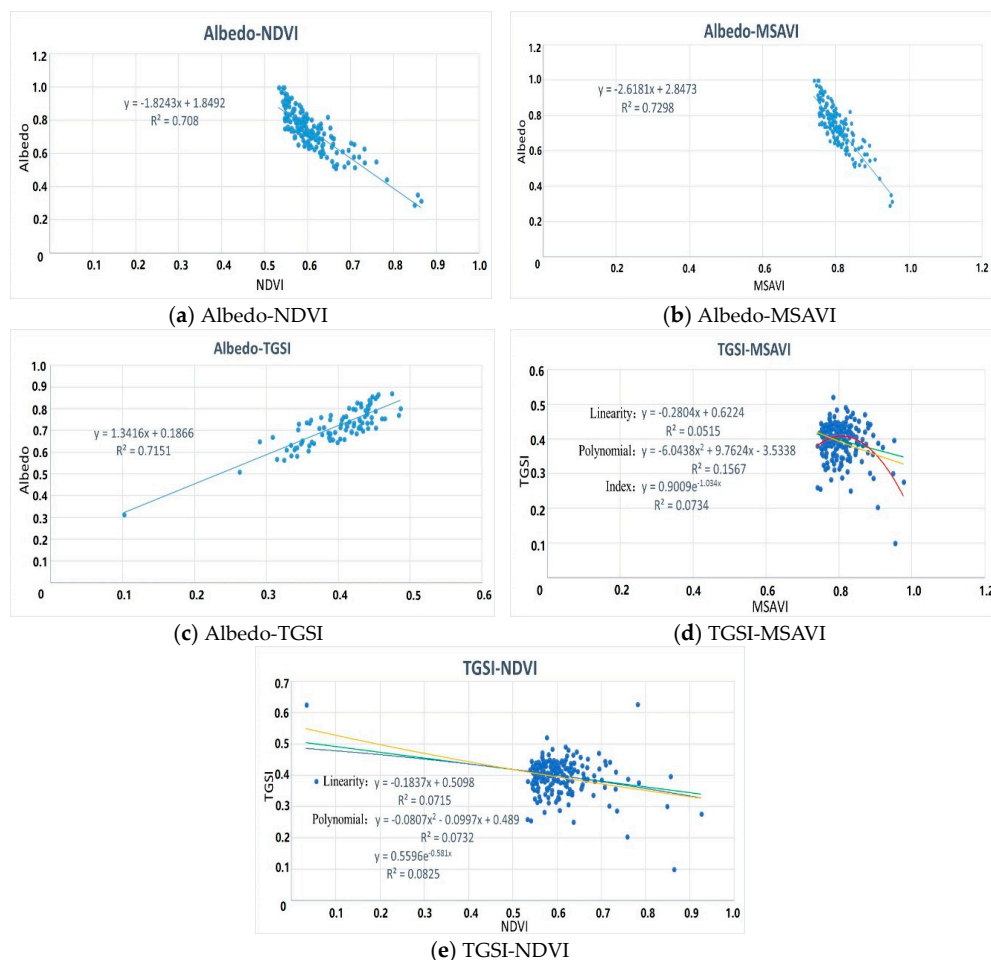 Albedo-NDVI
1.2
1.0
0.8
0.6
0.4
0.2
0
Albedo
y = -1.8243x + 1.8492
R² = 0.708
0.1 0.2 0.3 0.4 0.5 0.6 0.7 0.8 0.9 1.0
NDVI
(a) Albedo-NDVI
Albedo-MSAVI
1.2
1.0
0.8
0.6
0.4
0.2
0
Albedo
y = -2.6181x + 2.8473
R² = 0.7298
0.2 0.4 0.6 0.8 1.0 1.2
MSAVI
(b) Albedo-MSAVI
Albedo-TGSI
1.0
0.9
0.8
0.7
0.6
0.5
0.4
0.3
0.2
0.1
0
Albedo
y = 1.3416x + 0.1866
R² = 0.7151
0.1 0.2 0.3 0.4 0.5 0.6
(c) Albedo-TGSI
TGSI-MSAVI
0.6
0.5
0.4
0.3
0.2
0.1
0
TGSI
Linearity: y = -0.2804x + 0.6224
R² = 0.0515
Polynomial: y = -6.0438x² + 9.7624x - 3.5338
R² = 0.1567
Index: y = 0.9009e^-1.034x
R² = 0.0734
0.2 0.4 0.6 0.8 1.0 1.2
MSAVI
(d) TGSI-MSAVI
TGSI-NDVI
0.7
0.6
0.5
0.4
0.3
0.2
0.1
0
TGSI
Linearity: y = -0.1837x + 0.5098
R² = 0.0715
Polynomial: y = -0.0807x² - 0.0997x + 0.489
R² = 0.0732
y = 0.5596e^-0.581x
R² = 0.0825
0.1 0.2 0.3 0.4 0.5 0.6 0.7 0.8 0.9 1.0
NDVI
(e) TGSI-NDVI